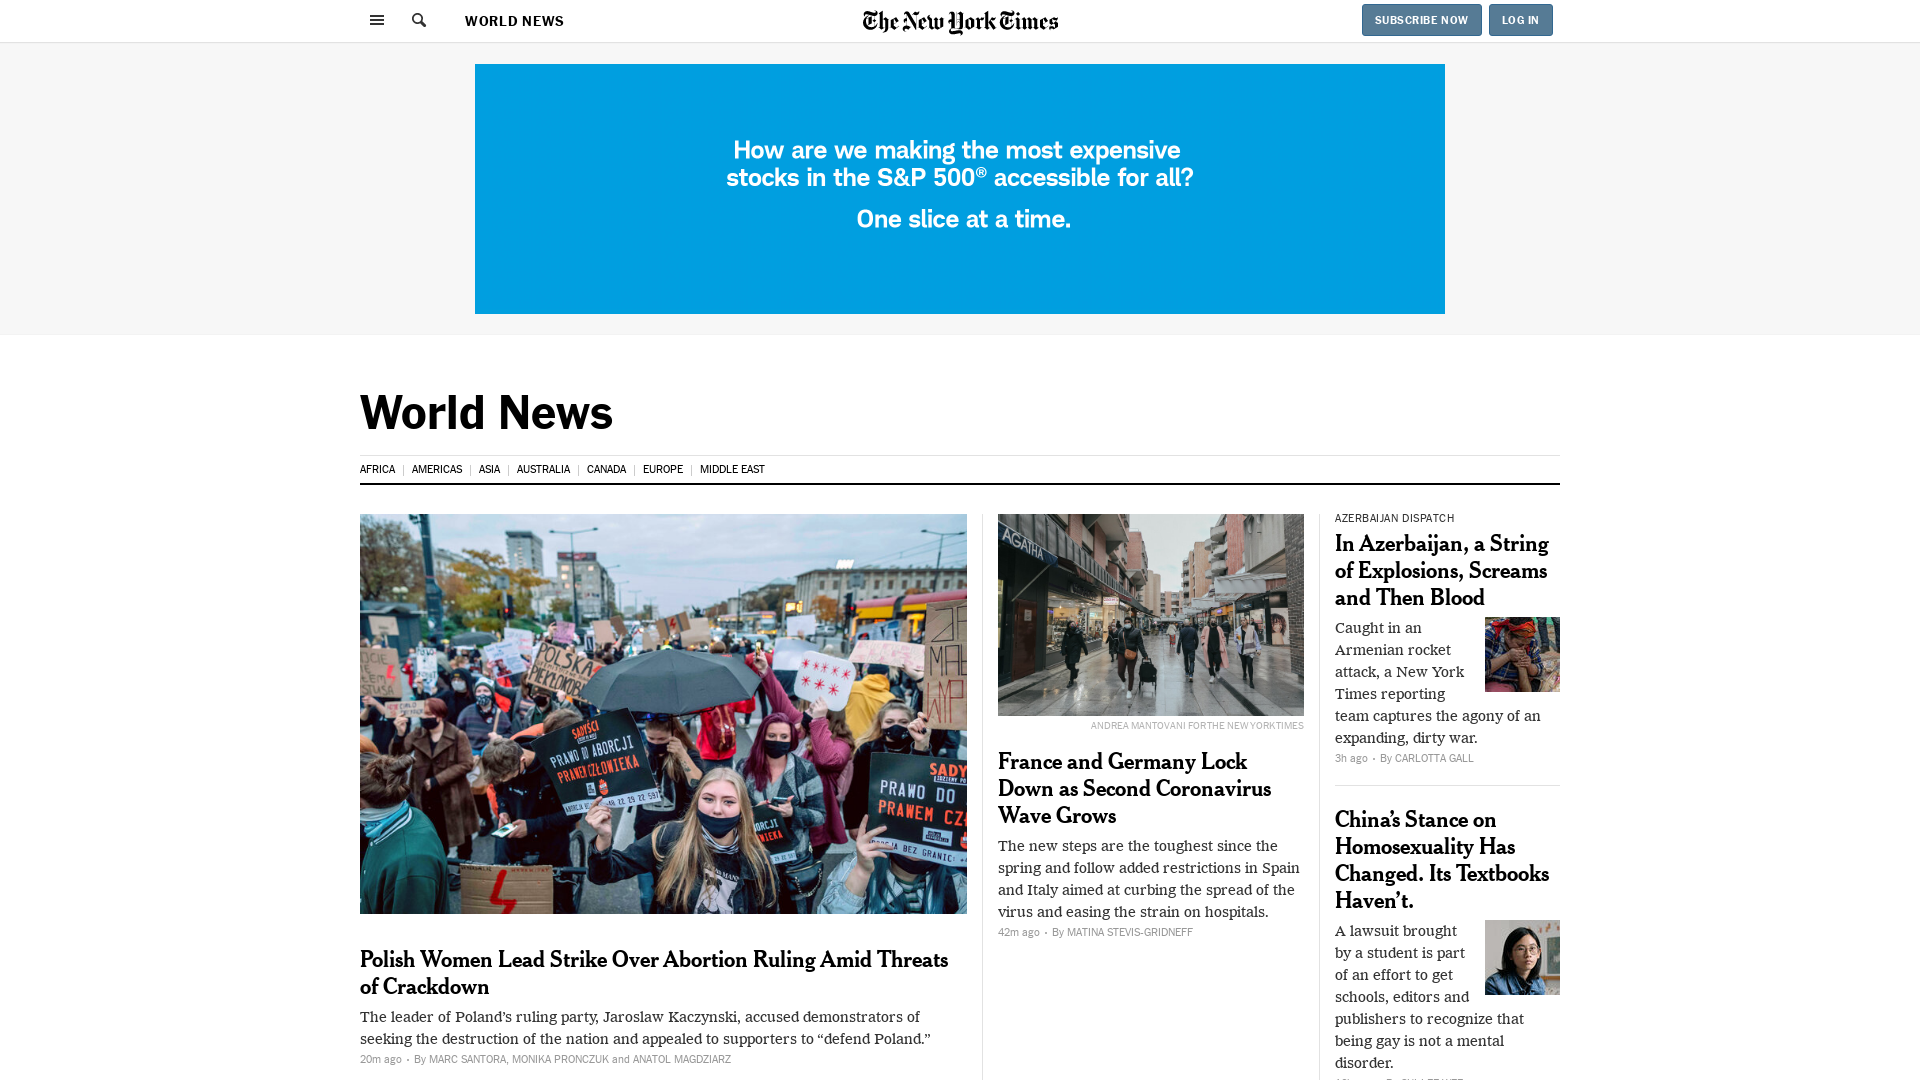 WORLD NEWS
The New York Times
SUBSCRIBE NOW
LOG IN
How are we making the most expensive
stocks in the S&P 500® accessible for all?
One slice at a time.
World News
AFRICA
AMERICAS
ASIA
AUSTRALIA
CANADA
EUROPE
MIDDLE EAST
POLSKA
SADYŚCI
PRAWO DO ABORCJI
PRAWEM CZŁOWIEKA
PRAWO DO
PRAWEM
Polish Women Lead Strike Over Abortion Ruling Amid Threats
of Crackdown
The leader of Poland’s ruling party, Jaroslaw Kaczynski, accused demonstrators of
seeking the destruction of the nation and appealed to supporters to “defend Poland.”
20m ago · By MARC SANTORA, MONIKA PRONCZUK and ANATOL MAGDZIARZ
AGATHA
ANDREA MANTOVANI FOR THE NEW YORK TIMES
France and Germany Lock
Down as Second Coronavirus
Wave Grows
The new steps are the toughest since the
spring and follow added restrictions in Spain
and Italy aimed at curbing the spread of the
virus and easing the strain on hospitals.
42m ago · By MATINA STEVIS-GRIDNEFF
AZERBAIJAN DISPATCH
In Azerbaijan, a String
of Explosions, Screams
and Then Blood
Caught in an
Armenian rocket
attack, a New York
Times reporting
team captures the agony of an
expanding, dirty war.
3h ago · By CARLOTTA GALL
China’s Stance on
Homosexuality Has
Changed. Its Textbooks
Haven’t.
A lawsuit brought
by a student is part
of an effort to get
schools, editors and
publishers to recognize that
being gay is not a mental
disorder.